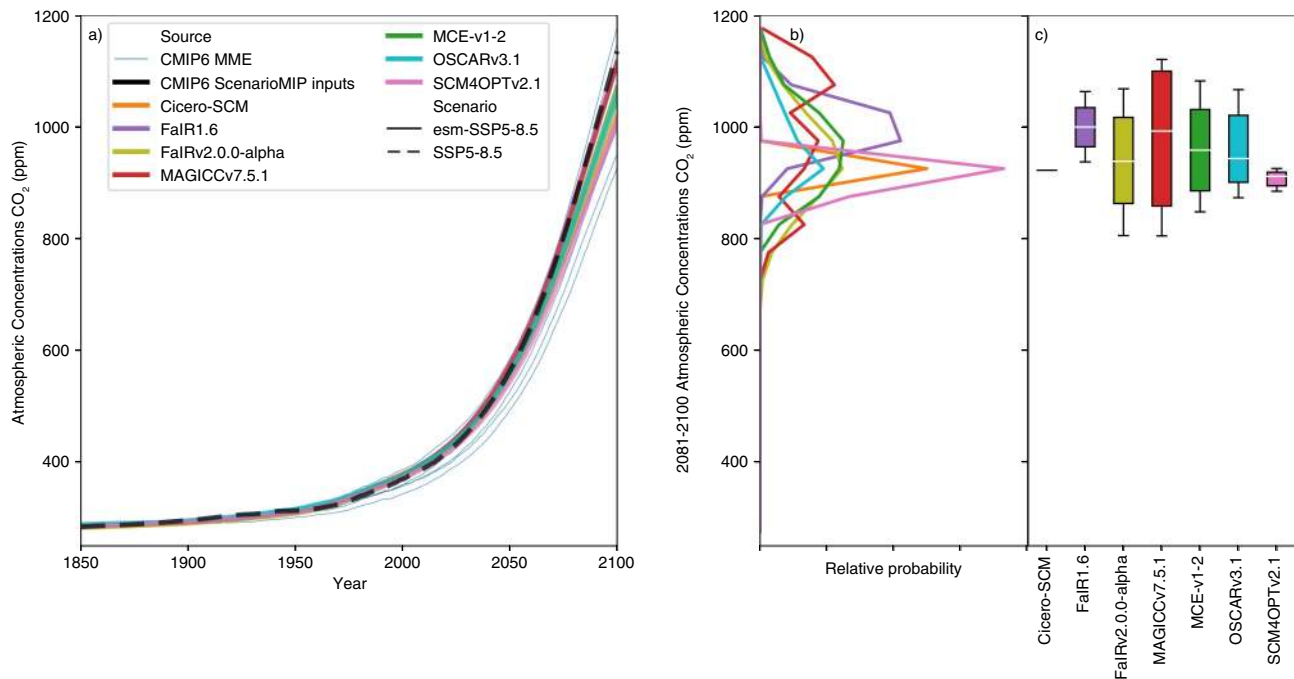 1200
1000
800
600
400
Atmospheric Concentrations CO2 (ppm)
a)
Source
CMIP6 MME
CMIP6 ScenarioMIP inputs
Cicero-SCM
FaIR1.6
FaIRv2.0.0-alpha
MAGICCv7.5.1
MCE-v1-2
OSCARv3.1
SCM4OPTv2.1
Scenario
esm-SSP5-8.5
SSP5-8.5
1850
1900
1950
2000
2050
2100
Year
1200
1000
800
600
400
2081-2100 Atmospheric Concentrations CO2 (ppm)
b)
Relative probability
c)
Cicero-SCM
FaIR1.6
FaIRv2.0.0-alpha
MAGICCv7.5.1
MCE-v1-2
OSCARv3.1
SCM4OPTv2.1